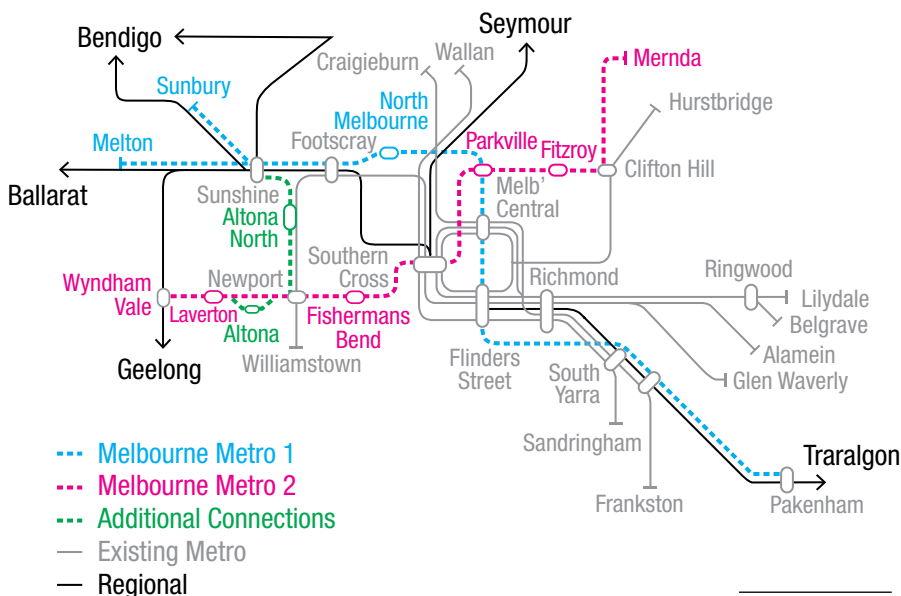 Seymour
Bendigo
Wallan
Craigieburn
Mernda
Sunbury
North
Melbourne
Hurstbridge
Melton
Footscray
Parkville
Fitzroy
Clifton Hill
Ballarat
Sunshine
Melb'
Central
Altona
North
Southern
Cross
Newport
Richmond
Ringwood
Wyndham
Vale
Laverton
Fishermans
Bend
Lilydale
Belgrave
Altona
Williamstown
Geelong
Flinders
Street
South
Yarra
Alamein
Glen Waverly
Sandringham
Traralgon
Frankston
Pakenham
Melbourne Metro 1
Melbourne Metro 2
Additional Connections
Existing Metro
Regional